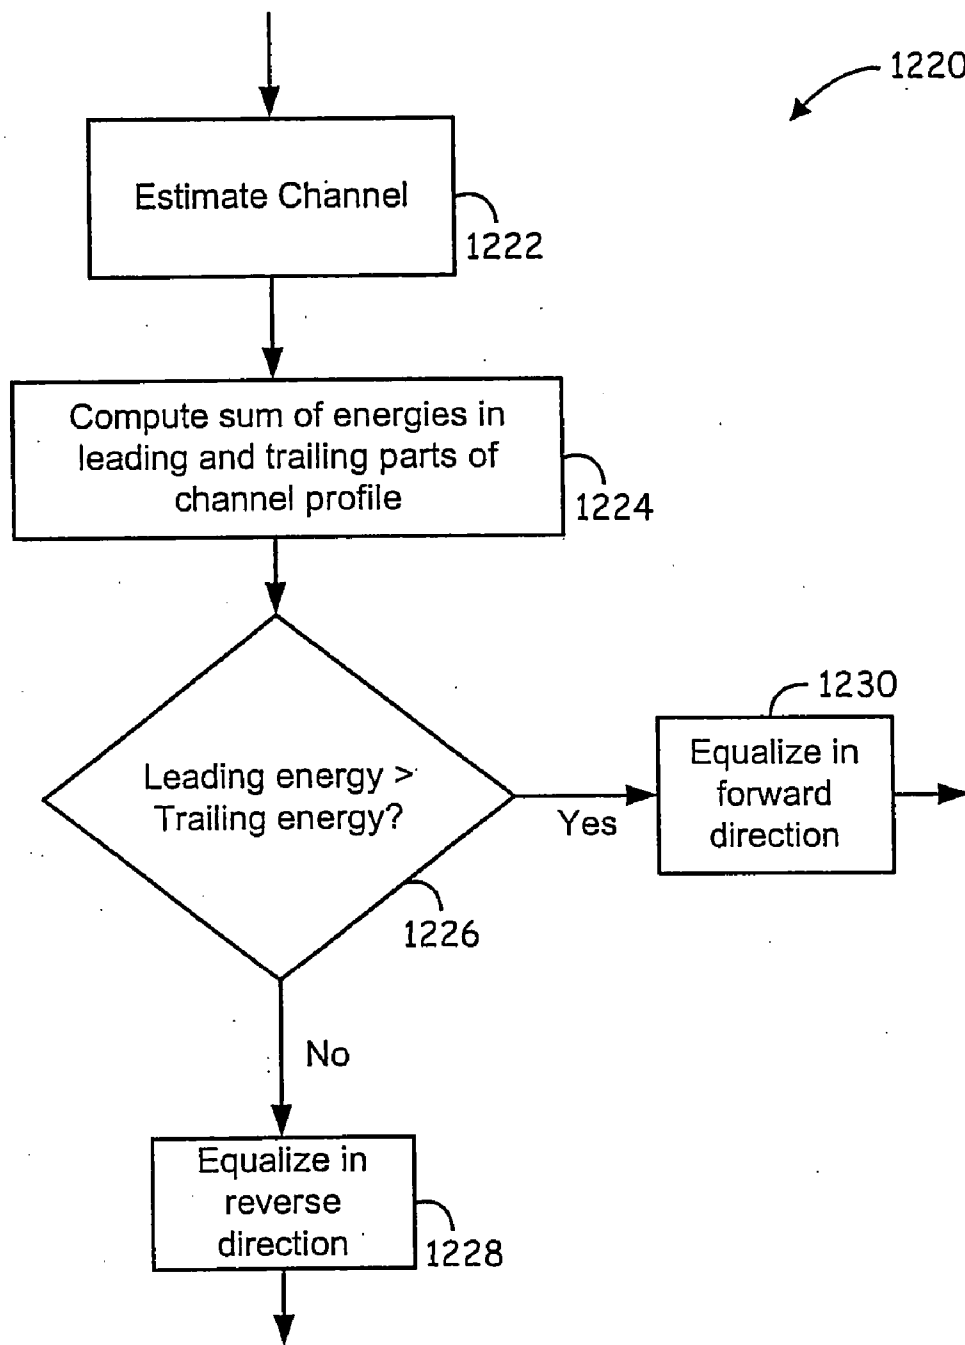 1220
Estimate Channel
1222
Compute sum of energies in
leading and trailing parts of
channel profile
1224
Leading energy >
Trailing energy?
1226
Yes
1230
Equalize in
forward
direction
No
Equalize in
reverse
direction
1228